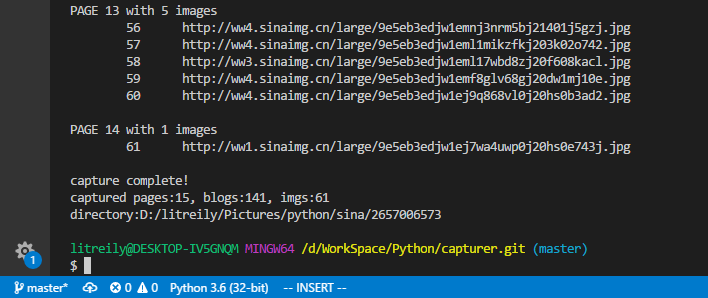 PAGE 13 with 5 images
56 http://ww4.sinaimg.cn/large/9e5eb3edjw1emnj3nrm5bj21401j5gzj.jpg
57 http://ww4.sinaimg.cn/large/9e5eb3edjw1eml1mikzfkj203k02o742.jpg
58 http://ww3.sinaimg.cn/large/9e5eb3edjw1eml17wbd8zj20f608kacl.jpg
59 http://ww4.sinaimg.cn/large/9e5eb3edjw1emf8glv68gj20dw1mj10e.jpg
60 http://ww4.sinaimg.cn/large/9e5eb3edjw1ej9q868vl0j20hs0b3ad2.jpg
PAGE 14 with 1 images
61 http://ww1.sinaimg.cn/large/9e5eb3edjw1ej7wa4uwp0j20hs0e743j.jpg
capture complete!
captured pages:15, blogs:141, imgs:61
directory:D:/litreily/Pictures/python/sina/2657006573
litreily@DESKTOP-IV5GNQM MINGW64 /d/WorkSpace/Python/capturer.git (master)
$
1
master* 0 0 Python 3.6 (32-bit) -- INSERT --